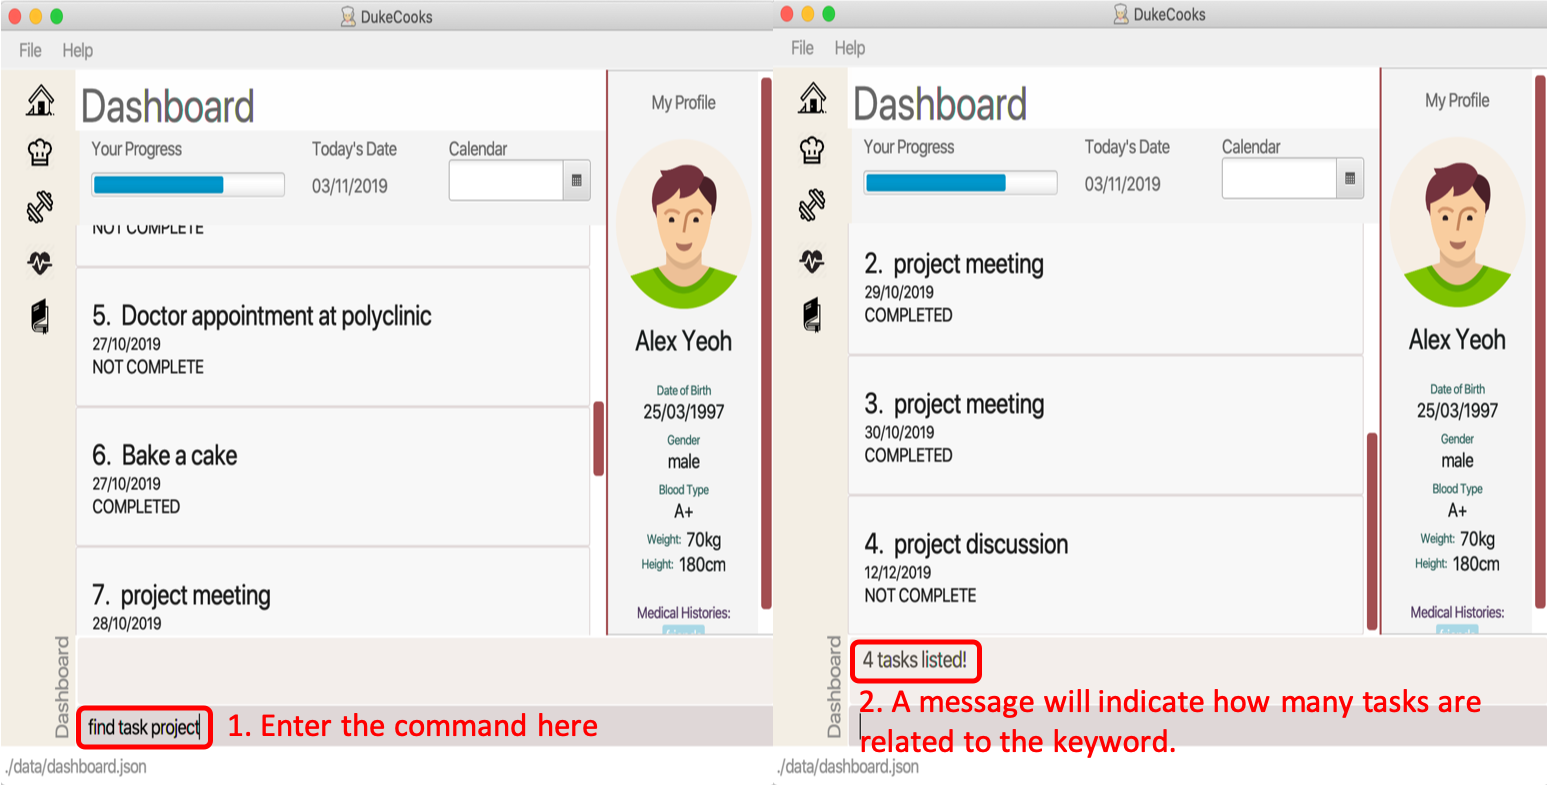 DukeCooks
File Help
Dashboard
Your Progress
Today's Date
Calendar
03/11/2019
NOT COMPLETE
5. Doctor appointment at polyclinic
27/10/2019
NOT COMPLETE
6. Bake a cake
27/10/2019
COMPLETED
7. project meeting
28/10/2019
My Profile
Alex Yeoh
Date of Birth
25/03/1997
Gender
male
Blood Type
A+
Weight: 70kg
Height: 180cm
Medical Histories:
Dashboard
find task project
1. Enter the command here
./data/dashboard.json
DukeCooks
File Help
Dashboard
Your Progress
Today's Date
Calendar
03/11/2019
2. project meeting
29/10/2019
COMPLETED
3. project meeting
30/10/2019
COMPLETED
4. project discussion
12/12/2019
NOT COMPLETE
My Profile
Alex Yeoh
Date of Birth
25/03/1997
Gender
male
Blood Type
A+
Weight: 70kg
Height: 180cm
Medical Histories:
Dashboard
4 tasks listed!
2. A message will indicate how many tasks are
related to the keyword.
./data/dashboard.json